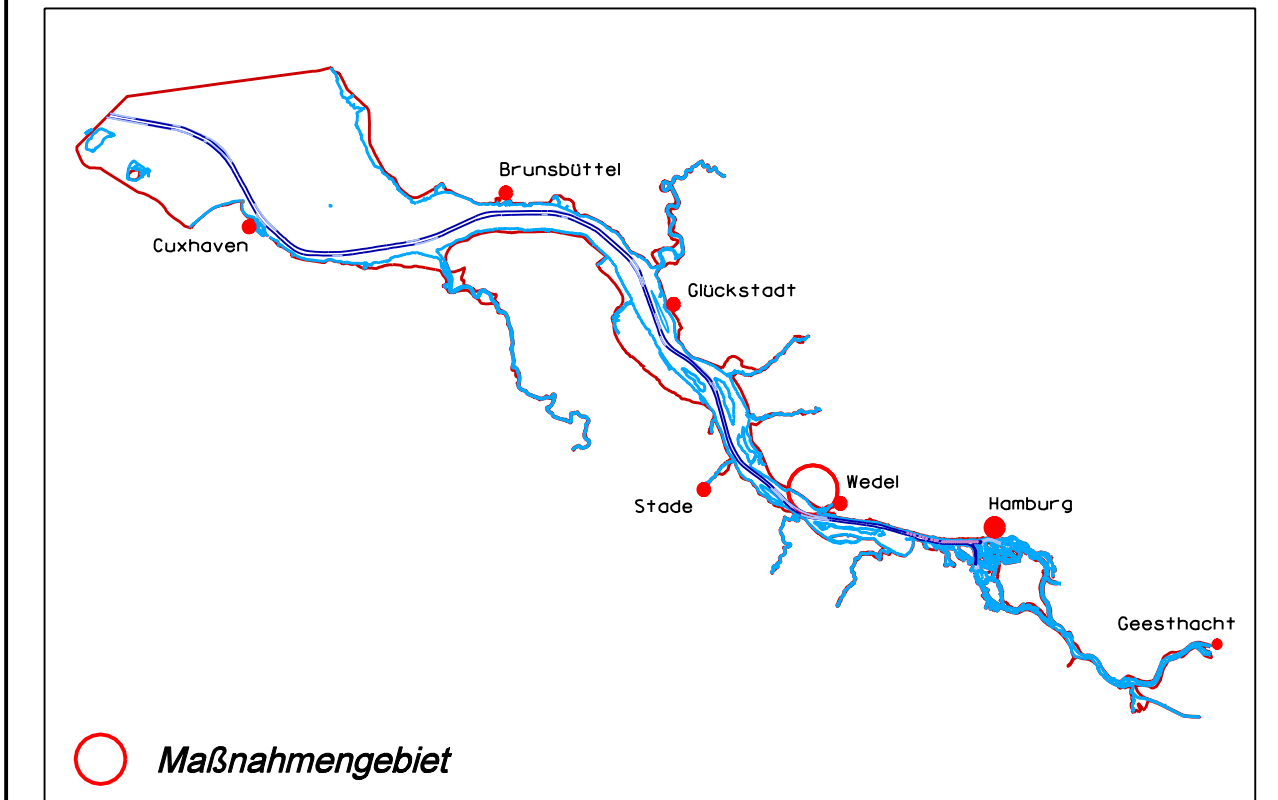 Brunsbüttel
Cuxhaven
Glückstadt
Wedel
Stade
Hamburg
Geesthacht
Maßnahmengebiet